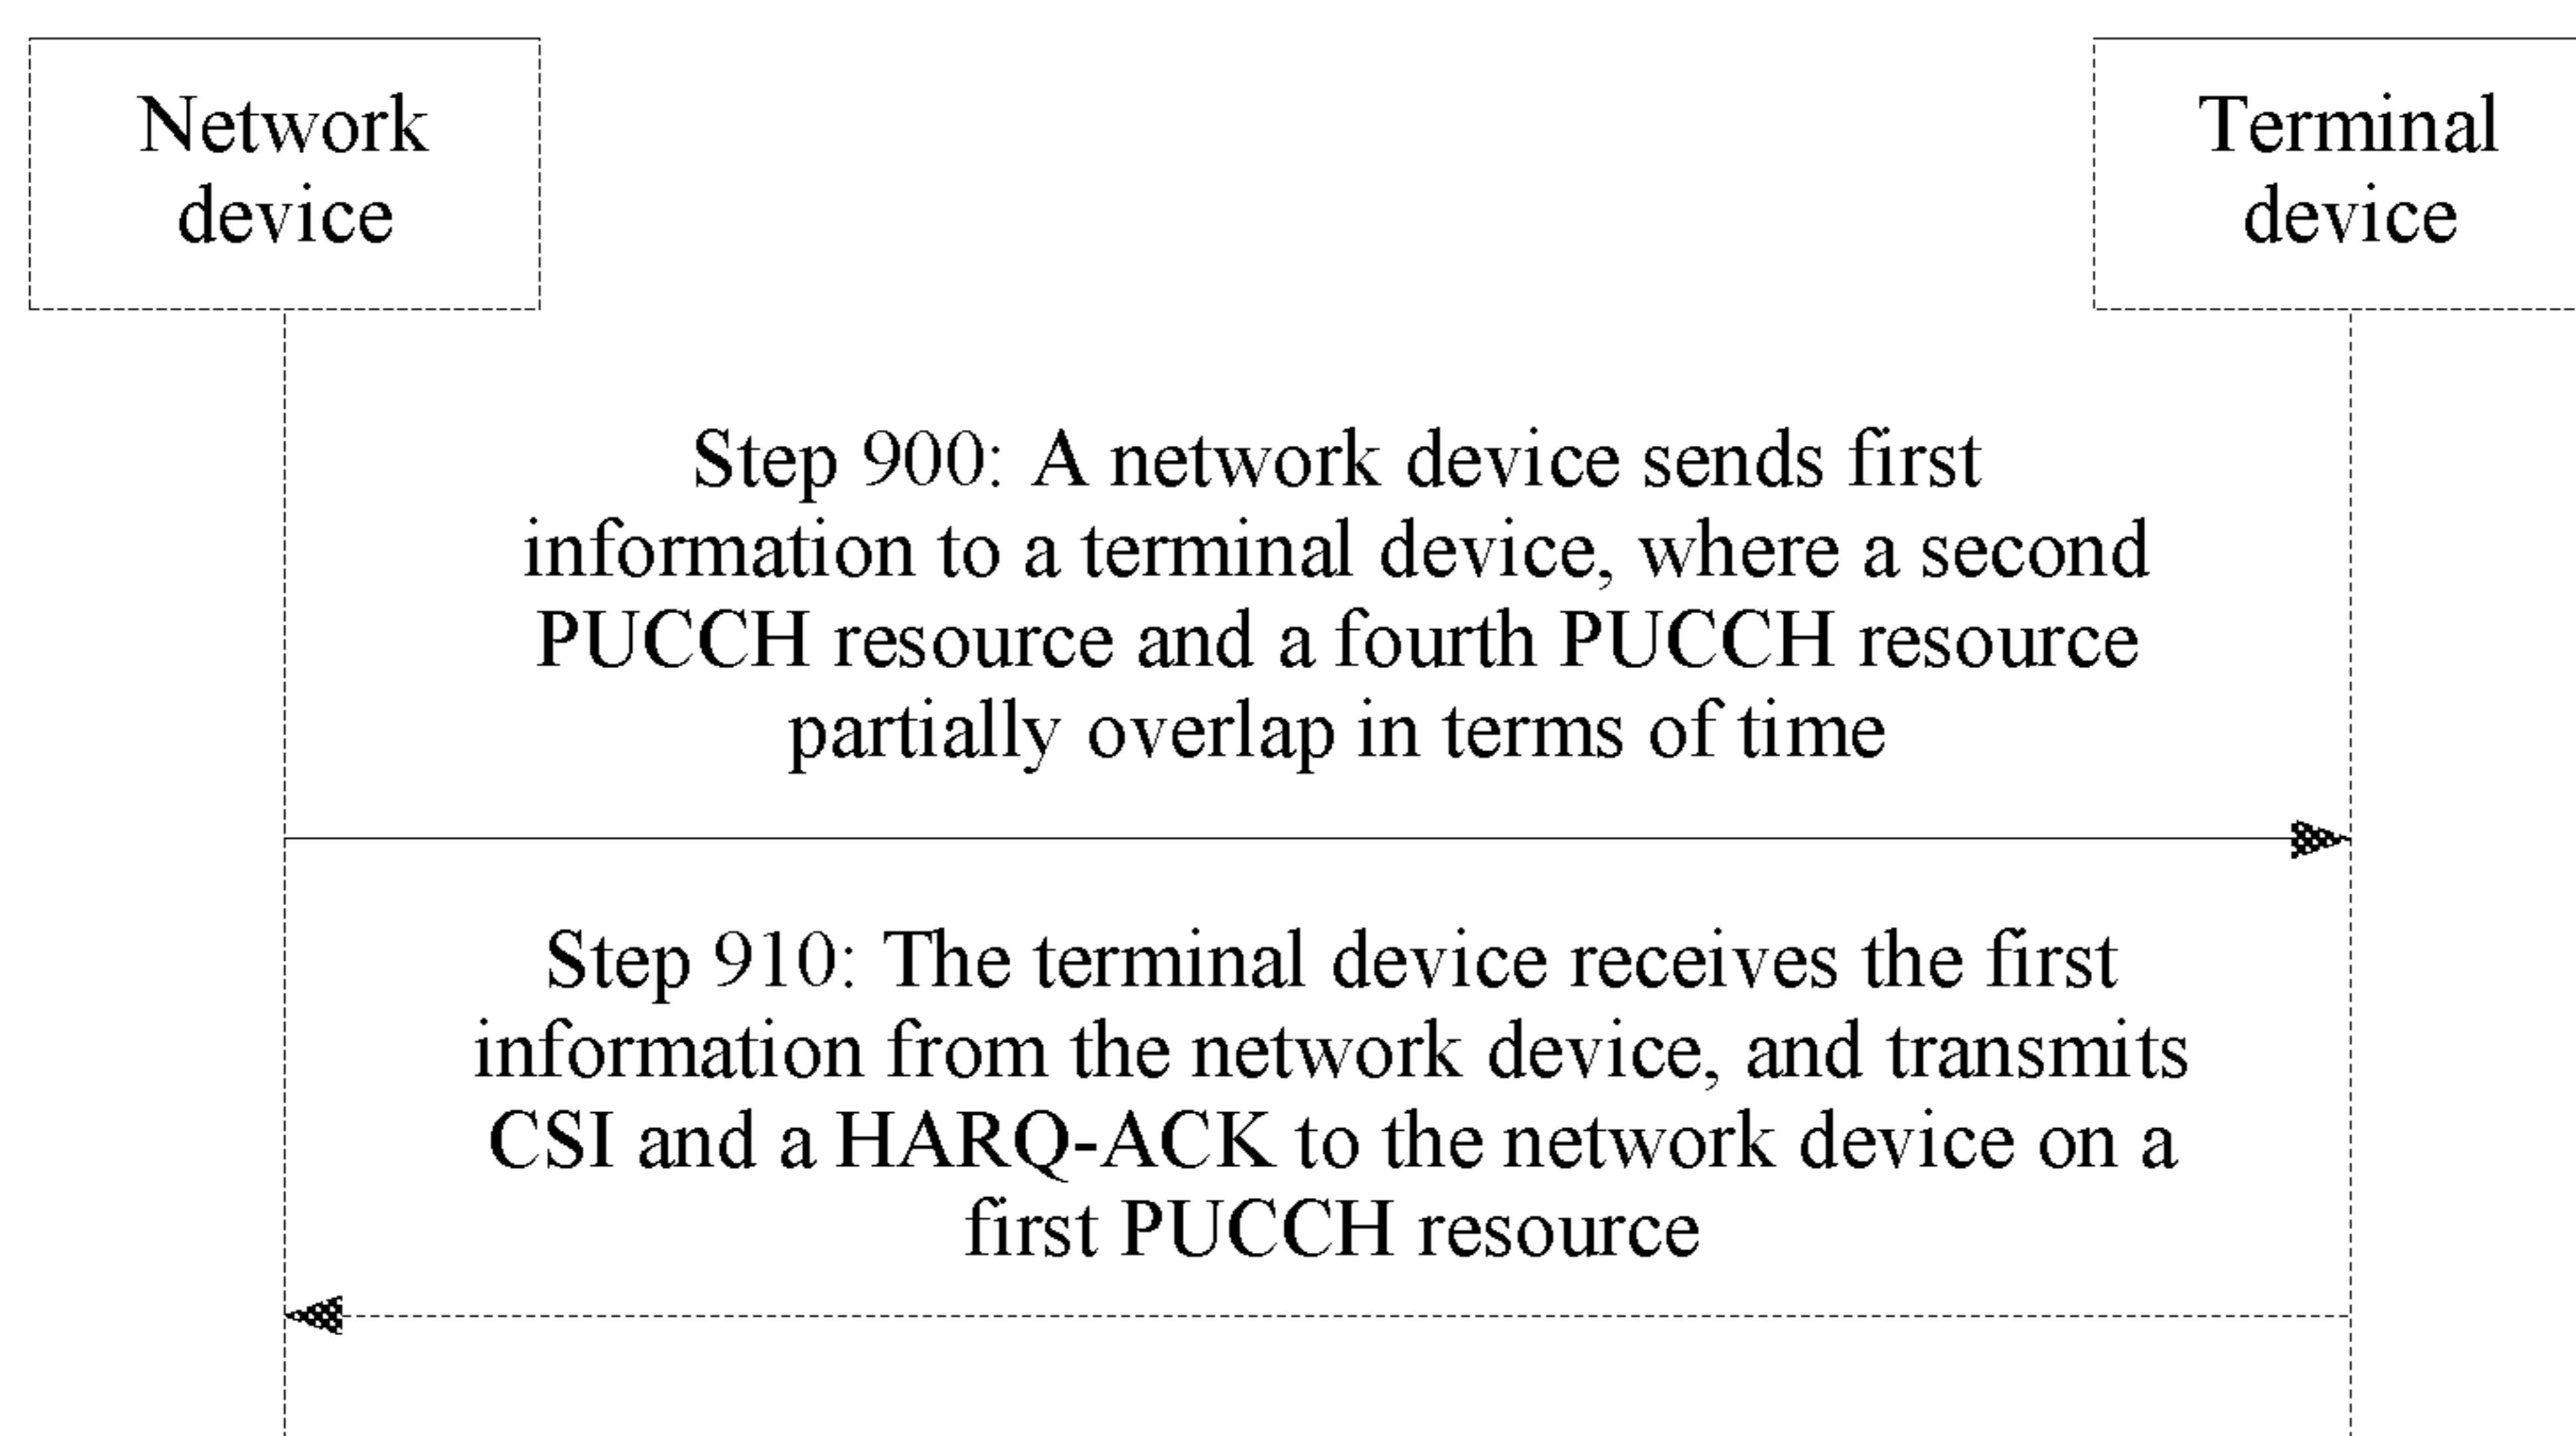 Network
device
Terminal
device
Step 900: A network device sends first
information to a terminal device, where a second
PUCCH resource and a fourth PUCCH resource
partially overlap in terms of time
Step 910: The terminal device receives the first
information from the network device, and transmits
CSI and a HARQ-ACK to the network device on a
first PUCCH resource